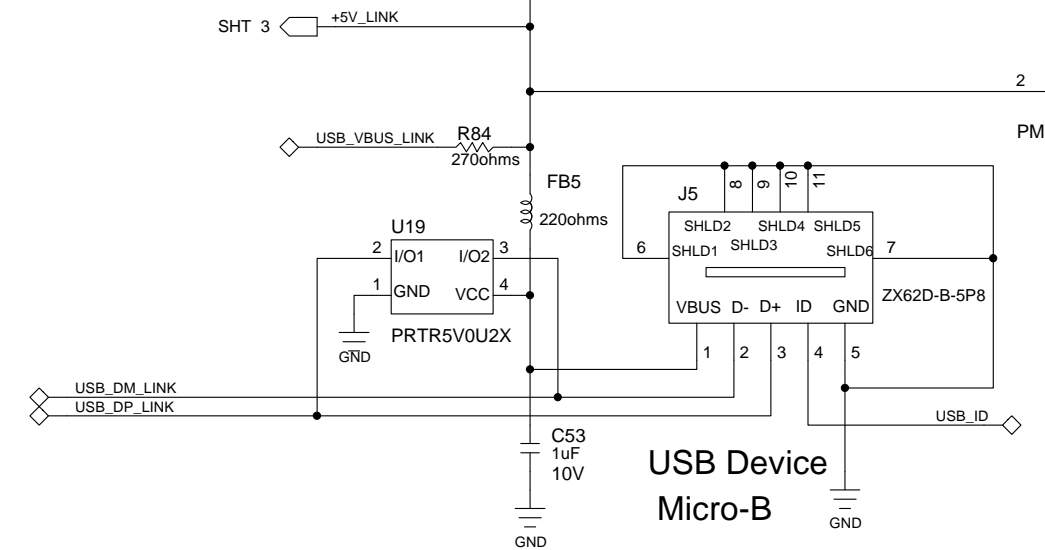 SHT 3
+5V_LINK
2
PM
USB_VBUS_LINK
R84
270ohms
FB5
220ohms
U19
2 I/O1 I/O2 3
1 GND VCC 4
PRTR5V0U2X
GND
J5
8 9 10 11
SHLD2 SHLD4 SHLD5
SHLD3
6 SHLD1 SHLD6 7
ZX62D-B-5P8
VBUS D- D+ ID GND
1 2 3 4 5
USB_DM_LINK
USB_DP_LINK
USB_ID
C53
1uF
10V
GND
USB Device
Micro-B
GND